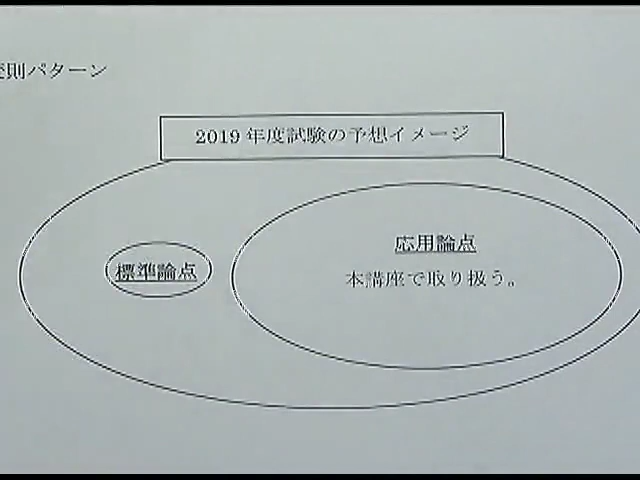 則パターン
2019年度試験の予想イメージ
応用論点
標準論点
本講座で取り扱う。